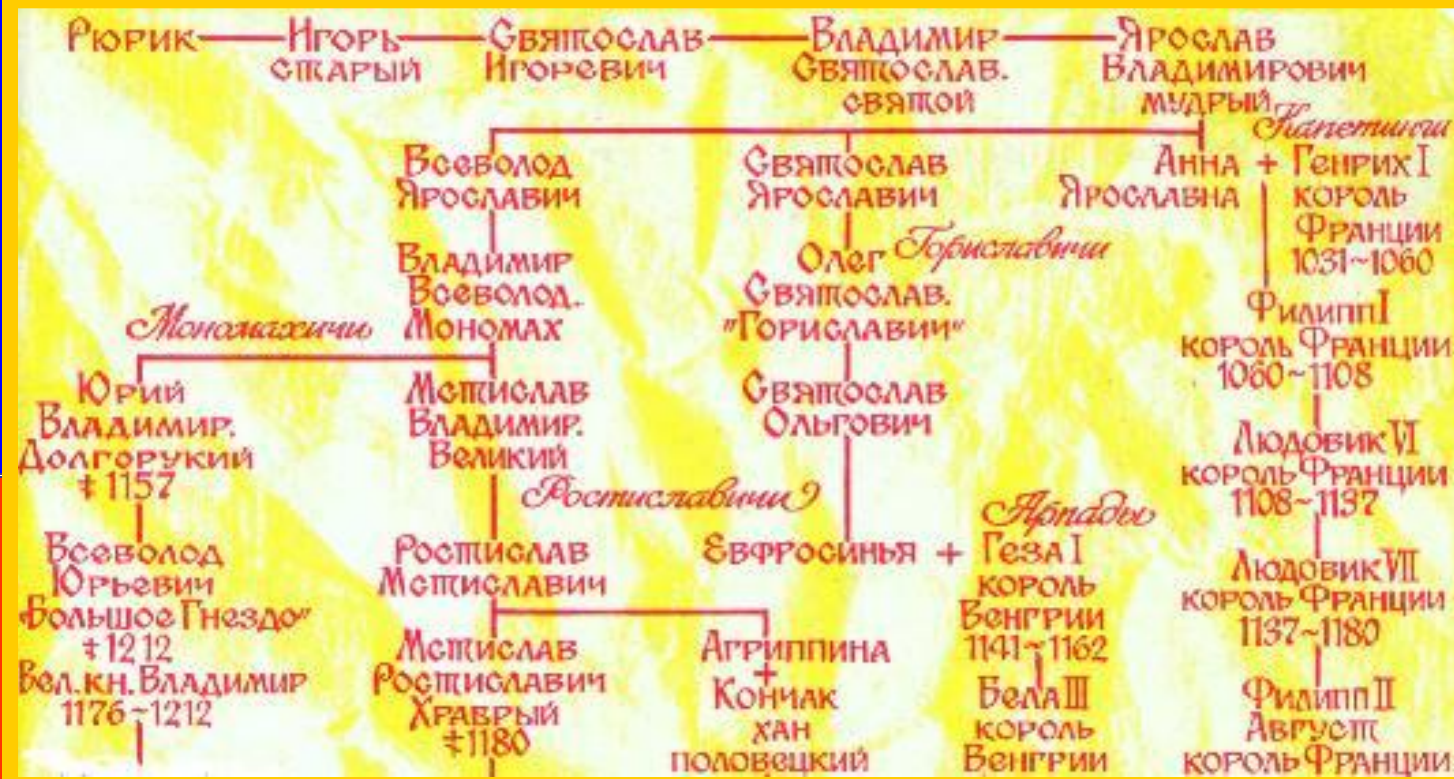 Рюрик — Игорь Старый — Святослав Игоревич — Владимир Святослав. святой — Ярослав Владимирович мудрый
Капетинги
Всеволод
Ярославич
Святослав
Ярославич
Анна +
Ярославна
Генрих I
король
Франции
1031~1060
Владимир
Всеволод.
Мономах
Олег
Святослав.
"Гориславии"
Гориславичи
Филипп I
король Франции
1060~1108
Мономахичи
Юрий
Владимир.
Долгорукий
‡1157
Мстислав
Владимир.
Великий
Святослав
Ольгович
Людовик VI
король Франции
1108~1137
Ростиславичи
Арпады
Всеволод
Юрьевич
"Большое Гнездо"
‡1212
Вел.кн.Владимир
1176~1212
Ростислав
Мстиславич
Евфросинья +
Геза I
король
Венгрии
1141~1162
Людовик VII
король Франции
1137~1180
Мстислав
Ростиславич
Храбрый
‡1180
Агриппина
+
Кончак
хан
половецкий
Бела III
король
Венгрии
Филипп II
Август
король Франции